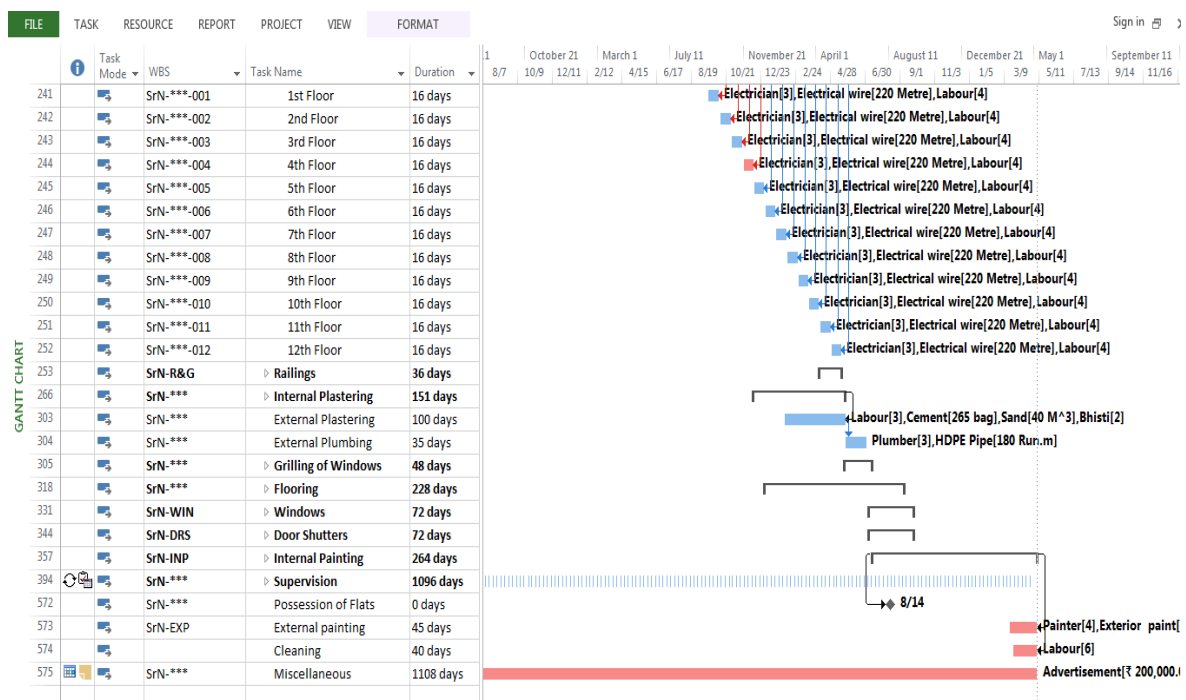 FILE TASK RESOURCE REPORT PROJECT VIEW FORMAT Sign in
Task Mode WBS Task Name Duration
1 October 21 March 1 July 11 November 21 April 1 August 11 December 21 May 1 September 11
8/7 10/9 12/11 2/12 4/15 6/17 8/19 10/21 12/23 2/24 4/28 6/30 9/1 11/3 1/5 3/9 5/11 7/13 9/14 11/16
241 SrN-***-001 1st Floor 16 days Electrician[3],Electrical wire[220 Metre],Labour[4]
242 SrN-***-002 2nd Floor 16 days Electrician[3],Electrical wire[220 Metre],Labour[4]
243 SrN-***-003 3rd Floor 16 days Electrician[3],Electrical wire[220 Metre],Labour[4]
244 SrN-***-004 4th Floor 16 days Electrician[3],Electrical wire[220 Metre],Labour[4]
245 SrN-***-005 5th Floor 16 days Electrician[3],Electrical wire[220 Metre],Labour[4]
246 SrN-***-006 6th Floor 16 days Electrician[3],Electrical wire[220 Metre],Labour[4]
247 SrN-***-007 7th Floor 16 days Electrician[3],Electrical wire[220 Metre],Labour[4]
248 SrN-***-008 8th Floor 16 days Electrician[3],Electrical wire[220 Metre],Labour[4]
249 SrN-***-009 9th Floor 16 days Electrician[3],Electrical wire[220 Metre],Labour[4]
250 SrN-***-010 10th Floor 16 days Electrician[3],Electrical wire[220 Metre],Labour[4]
251 SrN-***-011 11th Floor 16 days Electrician[3],Electrical wire[220 Metre],Labour[4]
252 SrN-***-012 12th Floor 16 days Electrician[3],Electrical wire[220 Metre],Labour[4]
253 SrN-R&G Railings 36 days
266 SrN-*** Internal Plastering 151 days
303 SrN-*** External Plastering 100 days Labour[3],Cement[265 bag],Sand[40 M^3],Bhisti[2]
304 SrN-*** External Plumbing 35 days Plumber[3],HDPE Pipe[180 Run.m]
305 SrN-*** Grilling of Windows 48 days
318 SrN-*** Flooring 228 days
331 SrN-WIN Windows 72 days
344 SrN-DRS Door Shutters 72 days
357 SrN-INP Internal Painting 264 days
394 SrN-*** Supervision 1096 days
572 SrN-*** Possession of Flats 0 days 8/14
573 SrN-EXP External painting 45 days Painter[4],Exterior paint[
574 Cleaning 40 days Labour[6]
575 SrN-*** Miscellaneous 1108 days Advertisement[₹ 200,000.
GANTT CHART